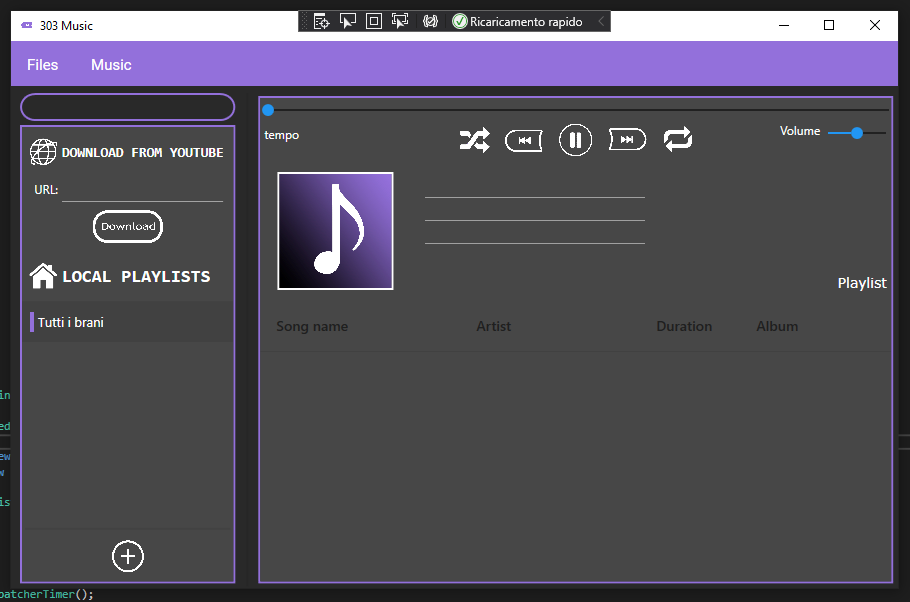 303 Music
Ricaricamento rapido
Files Music
tempo
Volume
DOWNLOAD FROM YOUTUBE
URL:
Download
LOCAL PLAYLISTS
Tutti i brani
Playlist
Song name Artist Duration Album
in
ed
ew
w
is
patcherTimer();